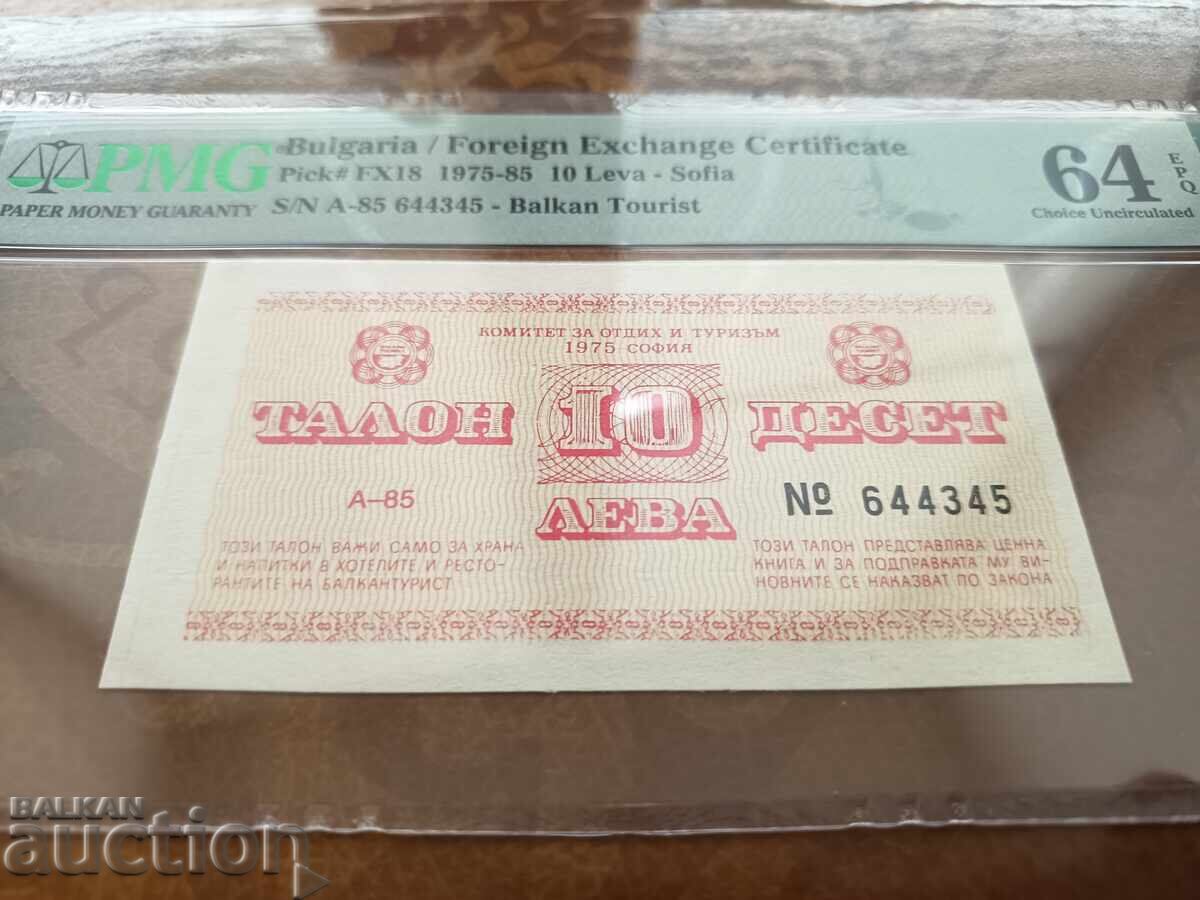 PMG
PAPER MONEY GUARANTY
Bulgaria / Foreign Exchange Certificate
Pick# FX18 1975-85 10 Leva - Sofia
S/N A-85 644345 - Balkan Tourist
64 EPQ
Choice Uncirculated
КОМИТЕТ ЗА ОТДИХ И ТУРИЗЪМ
1975 - СОФИЯ
ТАЛОН 10 ДЕСЕТ
ЛЕВА
А-85
№ 644345
ТОЗИ ТАЛОН ВАЖИ САМО ЗА ХРАНА
И НАПИТКИ В ХОТЕЛИТЕ И РЕСТО-
РАНТИТЕ НА БАЛКАНТУРИСТ
ТОЗИ ТАЛОН ПРЕДСТАВЛЯВА ЦЕННА
КНИГА И ЗА ПОДПРАВКАТА МУ ВИ-
НОВНИТЕ СЕ НАКАЗВАТ ПО ЗАКОНА
BALKAN
auction